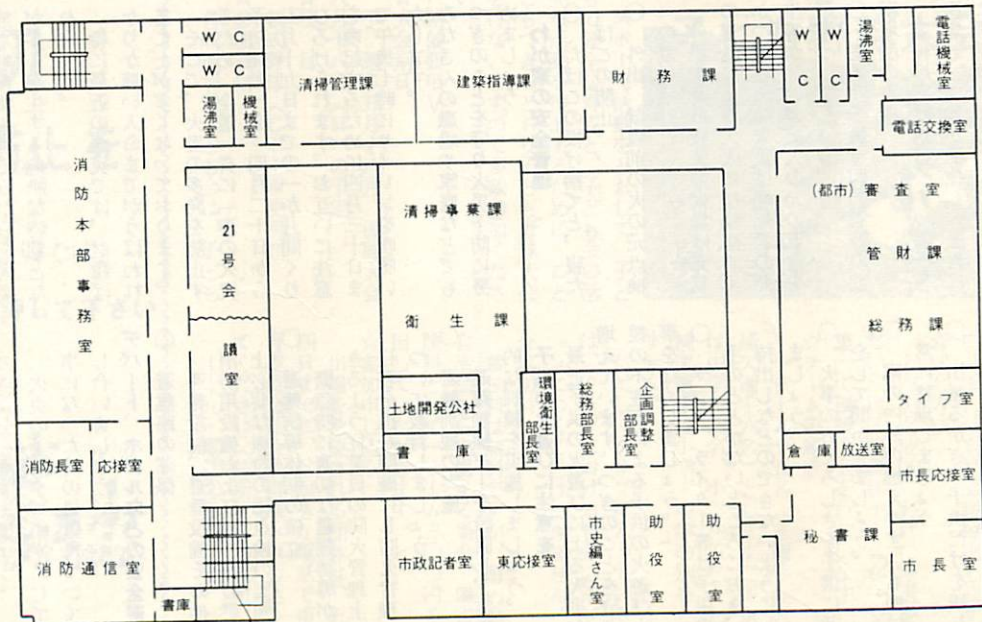 WC
WC
湯沸室
機械室
清掃管理課
建築指導課
財務課
WC
WC
湯沸室
電話機械室
電話交換室
消防本部事務室
21号会議室
清掃事業課
衛生課
(都市)審査室
管財課
総務課
タイプ室
土地開発公社
書庫
環境衛生部長室
総務部長室
企画調整部長室
倉庫
放送室
市長応接室
消防長室
応接室
消防通信室
書庫
市政記者室
東応接室
市史編さん室
助役室
助役室
秘書課
市長室